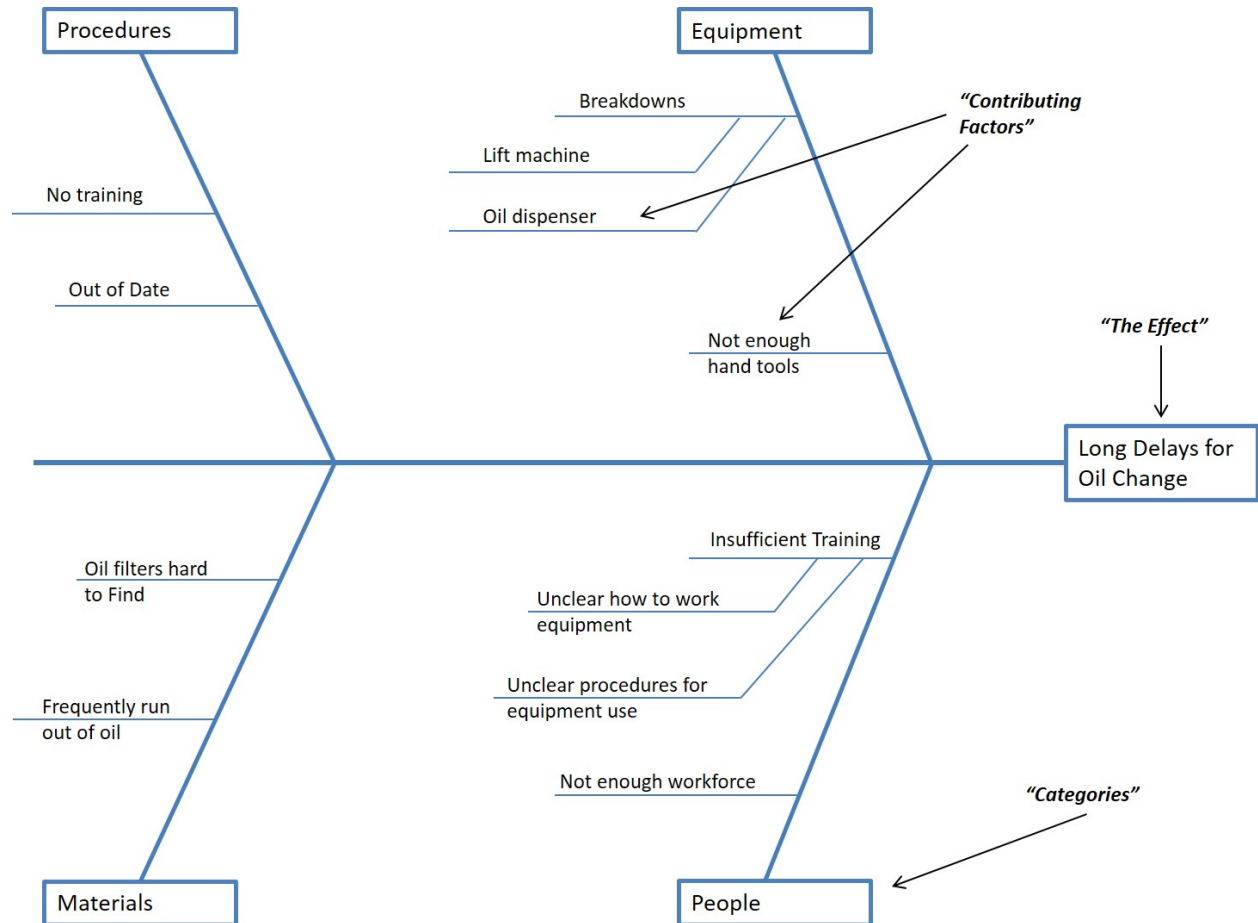 Procedures
Equipment
Breakdowns
“Contributing
Factors”
Lift machine
No training
Oil dispenser
Out of Date
“The Effect”
Not enough
hand tools
Long Delays for
Oil Change
Insufficient Training
Oil filters hard
to Find
Unclear how to work
equipment
Unclear procedures for
equipment use
Frequently run
out of oil
Not enough workforce
“Categories”
Materials
People